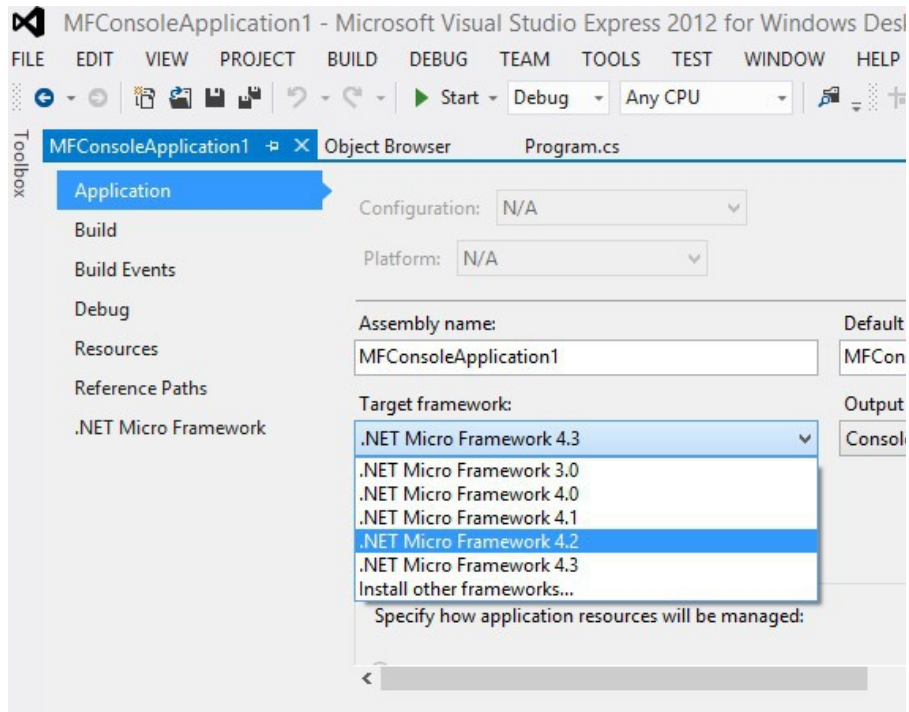 MFConsoleApplication1 - Microsoft Visual Studio Express 2012 for Windows
FILE EDIT VIEW PROJECT BUILD DEBUG TEAM TOOLS TEST WINDOW HELP
Start Debug Any CPU
Toolbox
MFConsoleApplication1 Object Browser Program.cs
Application
Configuration: N/A
Build
Platform: N/A
Build Events
Debug
Assembly name: Default
Resources
MFConsoleApplication1
Reference Paths
Target framework: Output
.NET Micro Framework
.NET Micro Framework 4.3
.NET Micro Framework 3.0
.NET Micro Framework 4.0
.NET Micro Framework 4.1
.NET Micro Framework 4.2
.NET Micro Framework 4.3
Install other frameworks...
Specify how application resources will be managed: